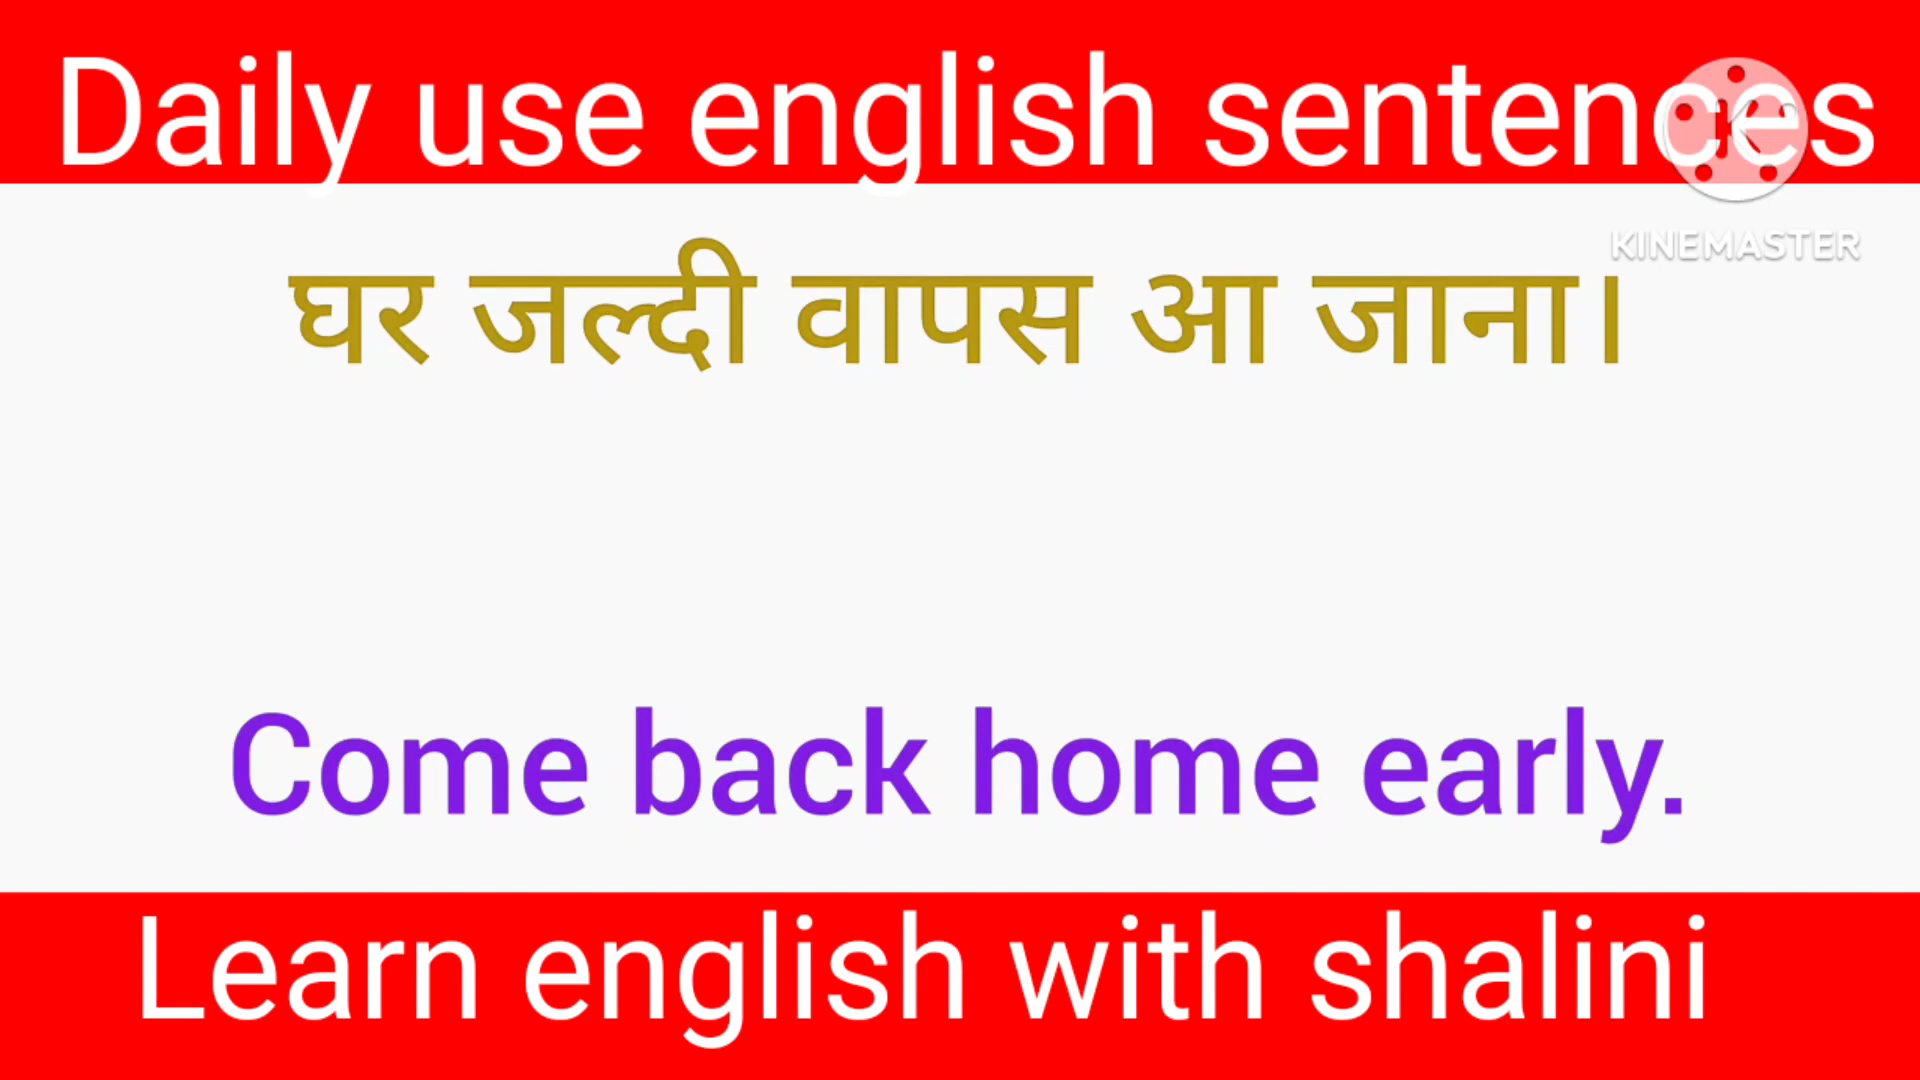 Daily use english sentences
KINEMASTER
घर जल्दी वापस आ जाना।
Come back home early.
Learn english with shalini